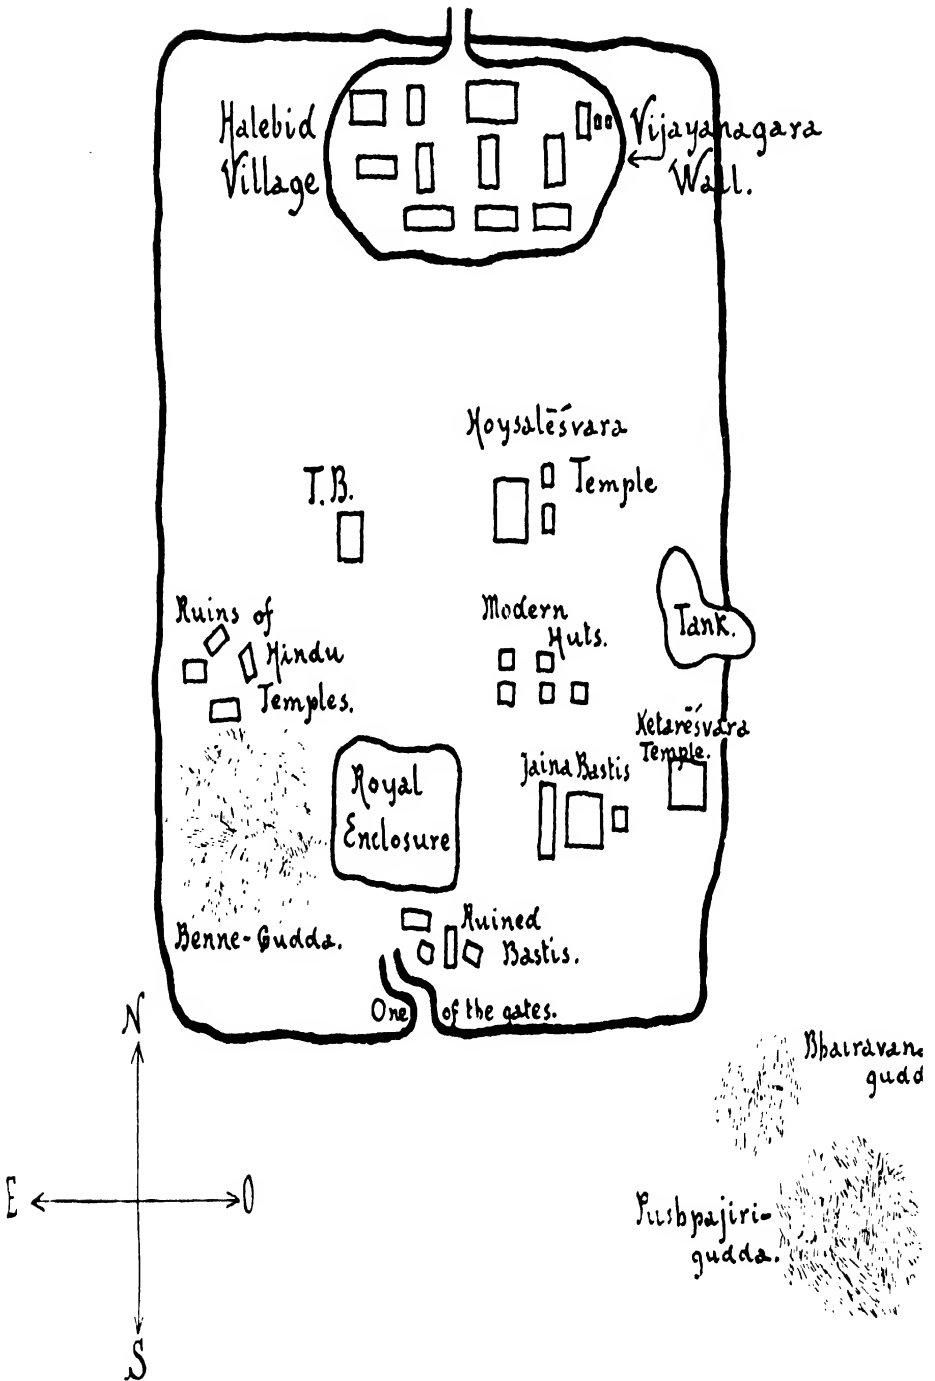 Halebid
Village
Vijayanagara
Wall.
Hoysalēśvara
Temple
T.B.
Ruins of
Hindu
Temples.
Modern
Huts.
Tank.
Ketarēśvara
Temple.
Jaina Bastis
Royal
Enclosure
Benne-Gudda.
Ruined
Bastis.
One of the gates.
N
E
O
S
Bhairavana
gudd
Pushpajiri-
gudda.